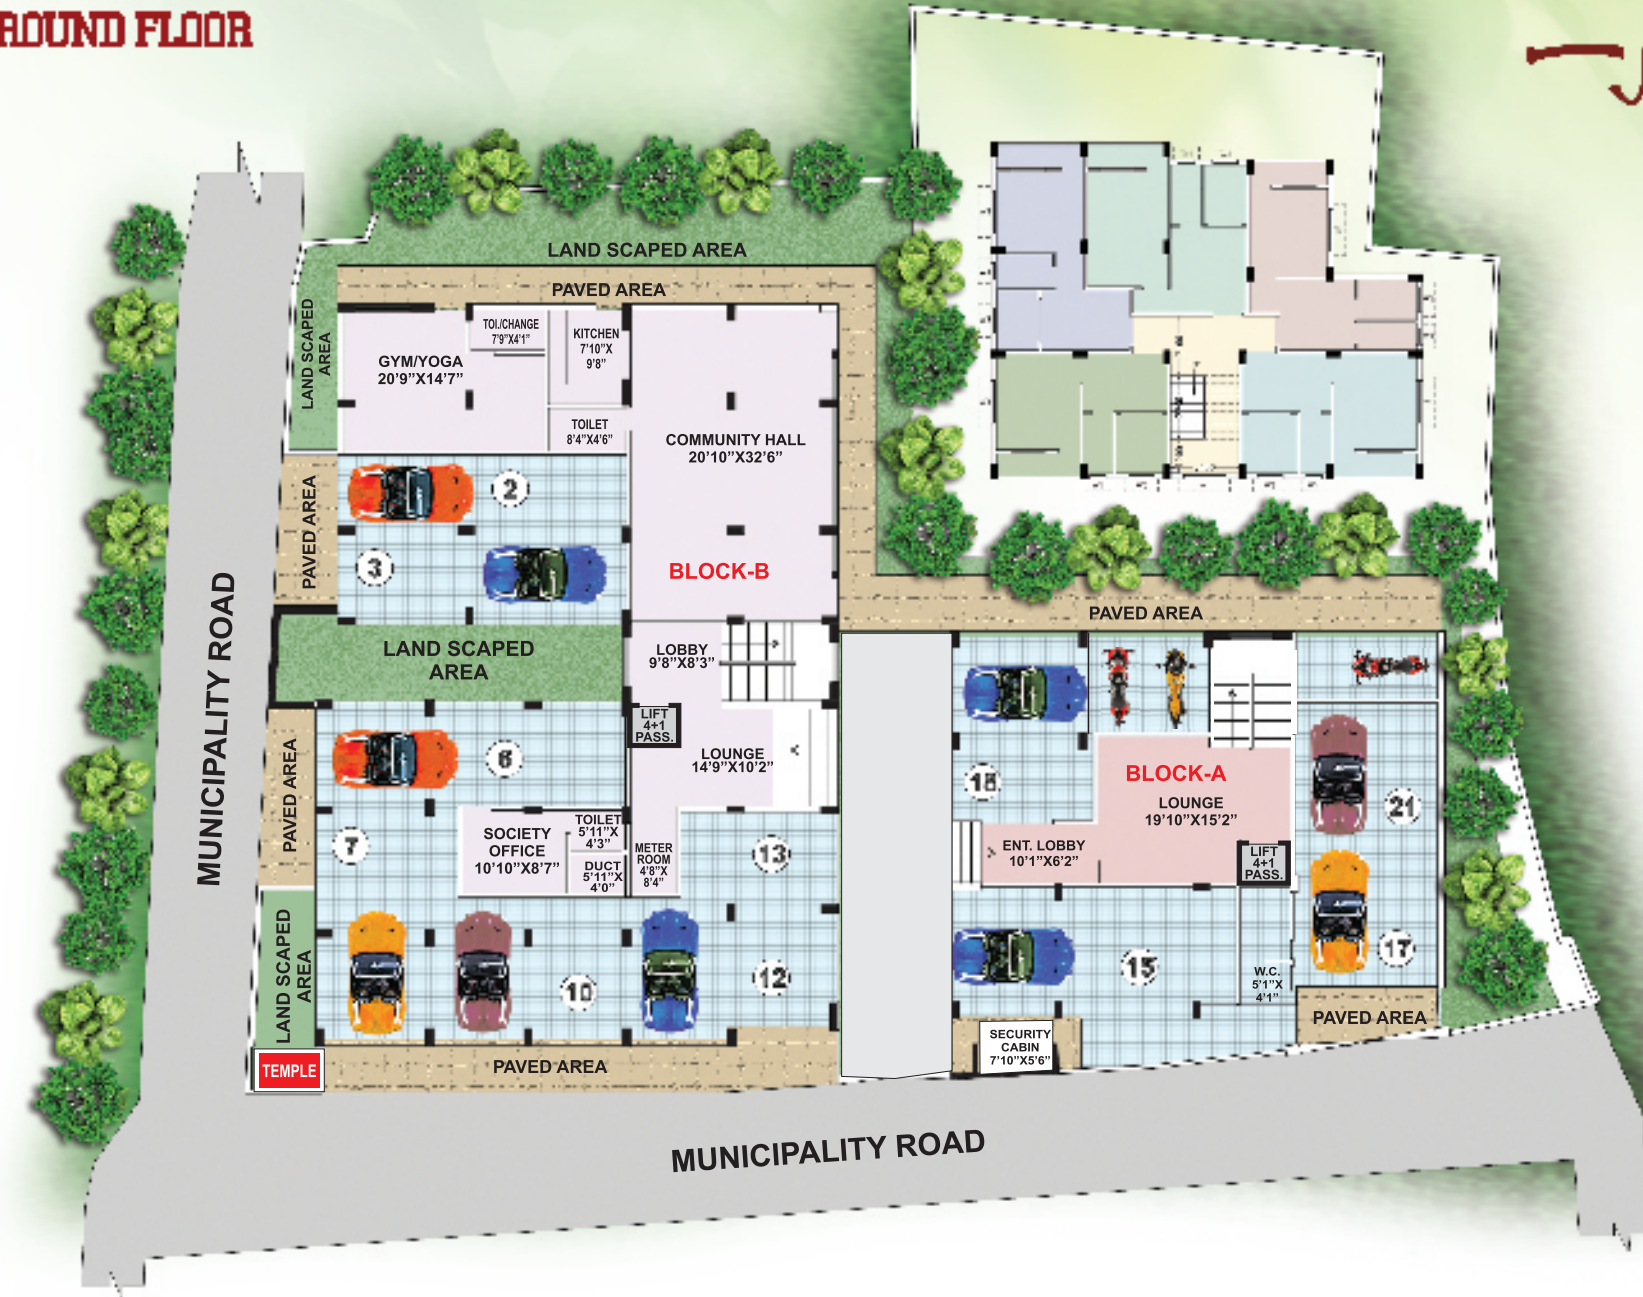 ROUND FLOOR
LAND SCAPED AREA
PAVED AREA
LAND SCAPED
AREA
TOI./CHANGE
7'9"X4'1"
KITCHEN
7'10"X
9'8"
GYM/YOGA
20'9"X14'7"
TOILET
8'4"X4'6"
COMMUNITY HALL
20'10"X32'6"
2
PAVED AREA
3
BLOCK-B
MUNICIPALITY ROAD
PAVED AREA
LAND SCAPED
AREA
LOBBY
9'8"X8'3"
LIFT
4+1
PASS.
LOUNGE
14'9"X10'2"
6
PAVED AREA
7
SOCIETY
OFFICE
10'10"X8'7"
TOILET
5'11"X
4'3"
DUCT
5'11"X
4'0"
METER
ROOM
4'8"X
8'4"
13
BLOCK-A
LOUNGE
19'10"X15'2"
18
21
ENT. LOBBY
10'1"X6'2"
LIFT
4+1
PASS.
LAND SCAPED
AREA
10
12
15
17
W.C.
5'1"X
4'1"
PAVED AREA
SECURITY
CABIN
7'10"X5'6"
TEMPLE
PAVED AREA
MUNICIPALITY ROAD